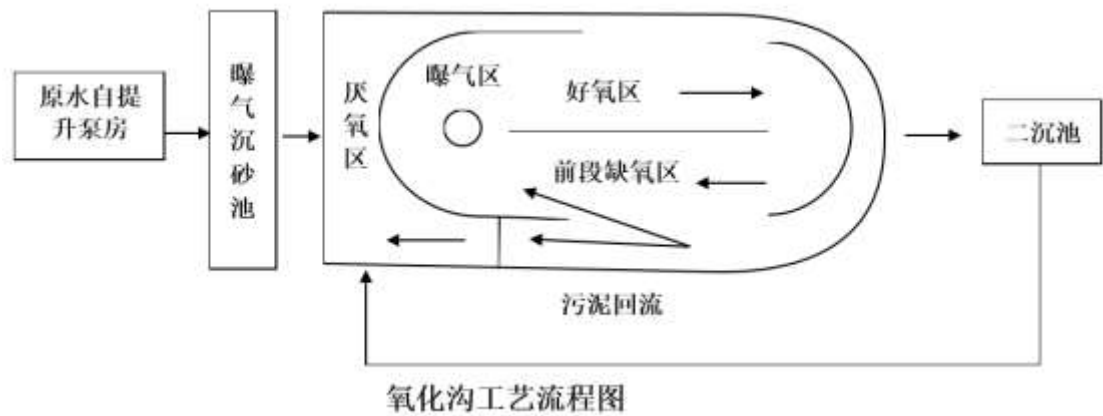 原水自提
升泵房
曝气沉砂池
厌氧区
曝气区
好氧区
前段缺氧区
二沉池
污泥回流
氧化沟工艺流程图